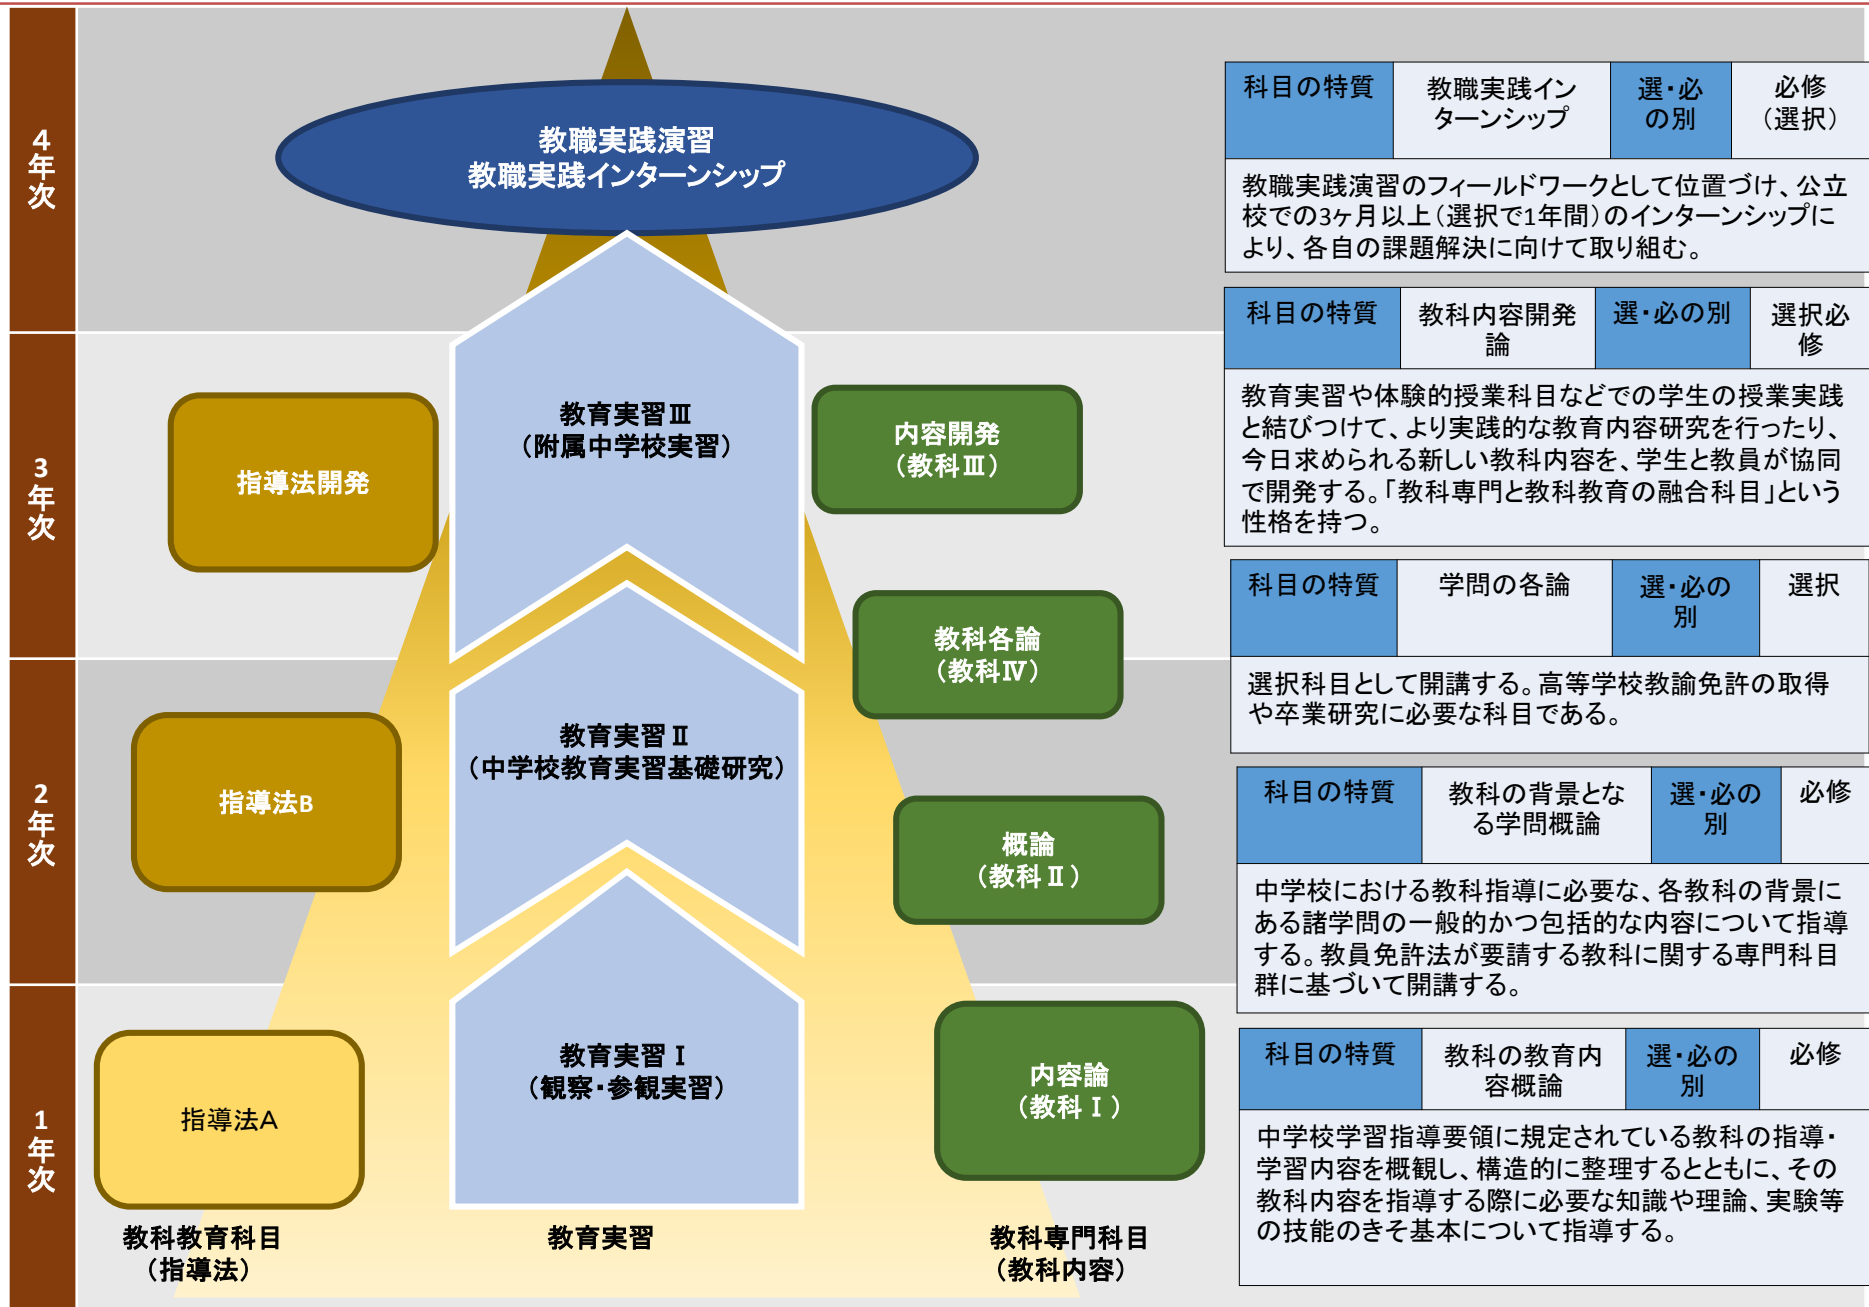 4年次
教職実践演習
教職実践インターンシップ
3年次
指導法開発
教育実習Ⅲ
（附属中学校実習）
内容開発
（教科Ⅲ）
教科各論
（教科Ⅳ）
2年次
指導法B
教育実習Ⅱ
（中学校教育実習基礎研究）
概論
（教科Ⅱ）
1年次
指導法A
教育実習Ⅰ
（観察・参観実習）
内容論
（教科Ⅰ）
教科教育科目
（指導法）
教育実習
教科専門科目
（教科内容）
科目の特質
教職実践イン
ターンシップ
選・必
の別
必修
（選択）
教職実践演習のフィールドワークとして位置づけ、公立
校での3ヶ月以上（選択で1年間）のインターンシップに
より、各自の課題解決に向けて取り組む。
科目の特質
教科内容開発
論
選・必の別
選択必
修
教育実習や体験的授業科目などでの学生の授業実践
と結びつけて、より実践的な教育内容研究を行ったり、
今日求められる新しい教科内容を、学生と教員が協同
で開発する。「教科専門と教科教育の融合科目」という
性格を持つ。
科目の特質
学問の各論
選・必の
別
選択
選択科目として開講する。高等学校教諭免許の取得
や卒業研究に必要な科目である。
科目の特質
教科の背景とな
る学問概論
選・必の
別
必修
中学校における教科指導に必要な、各教科の背景に
ある諸学問の一般的かつ包括的な内容について指導
する。教員免許法が要請する教科に関する専門科目
群に基づいて開講する。
科目の特質
教科の教育内
容概論
選・必の
別
必修
中学校学習指導要領に規定されている教科の指導・
学習内容を概観し、構造的に整理するとともに、その
教科内容を指導する際に必要な知識や理論、実験等
の技能のきそ基本について指導する。